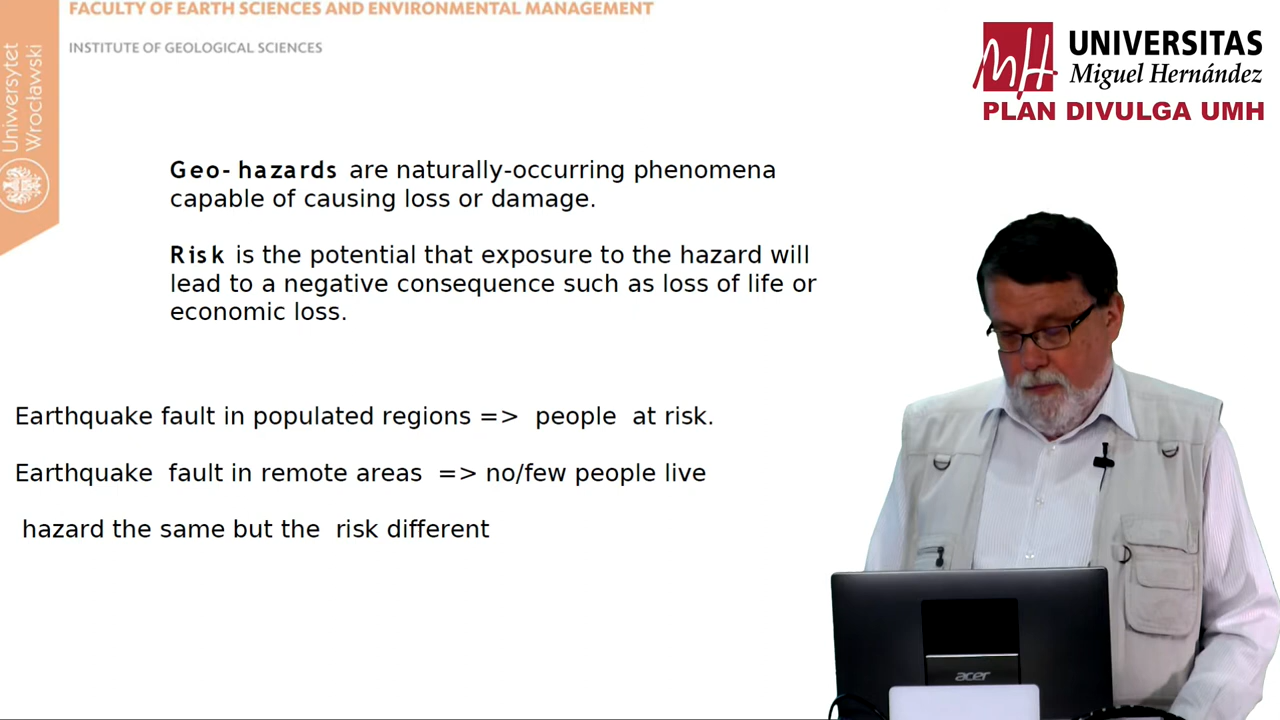 FACULTY OF EARTH SCIENCES AND ENVIRONMENTAL MANAGEMENT
INSTITUTE OF GEOLOGICAL SCIENCES
Uniwersytet
Wrocławski
UNIVERSITAS
Miguel Hernández
PLAN DIVULGA UMH
Geo-hazards are naturally-occurring phenomena
capable of causing loss or damage.
Risk is the potential that exposure to the hazard will
lead to a negative consequence such as loss of life or
economic loss.
Earthquake fault in populated regions => people at risk.
Earthquake fault in remote areas => no/few people live
hazard the same but the risk different
acer